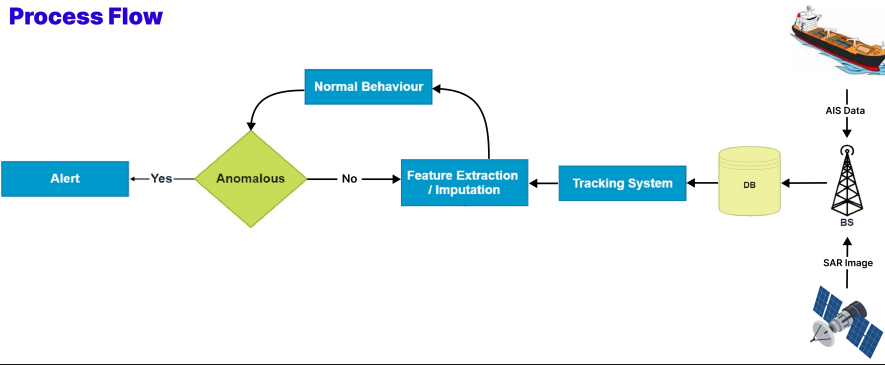 Process Flow
Normal Behaviour
AIS Data
Alert
Yes
Anomalous
No
Feature Extraction
/ Imputation
Tracking System
DB
BS
SAR Image